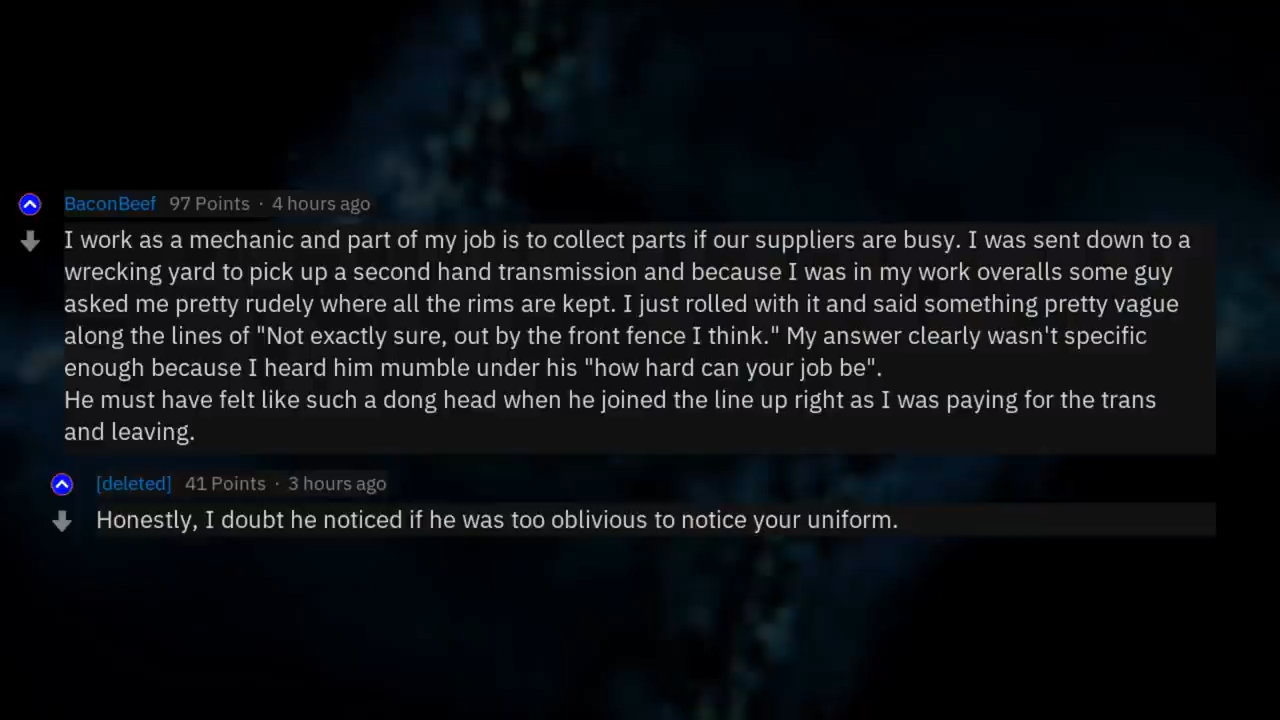 BaconBeef 97 Points · 4 hours ago
I work as a mechanic and part of my job is to collect parts if our suppliers are busy. I was sent down to a
wrecking yard to pick up a second hand transmission and because I was in my work overalls some guy
asked me pretty rudely where all the rims are kept. I just rolled with it and said something pretty vague
along the lines of "Not exactly sure, out by the front fence I think." My answer clearly wasn't specific
enough because I heard him mumble under his "how hard can your job be".
He must have felt like such a dong head when he joined the line up right as I was paying for the trans
and leaving.
[deleted] 41 Points · 3 hours ago
Honestly, I doubt he noticed if he was too oblivious to notice your uniform.